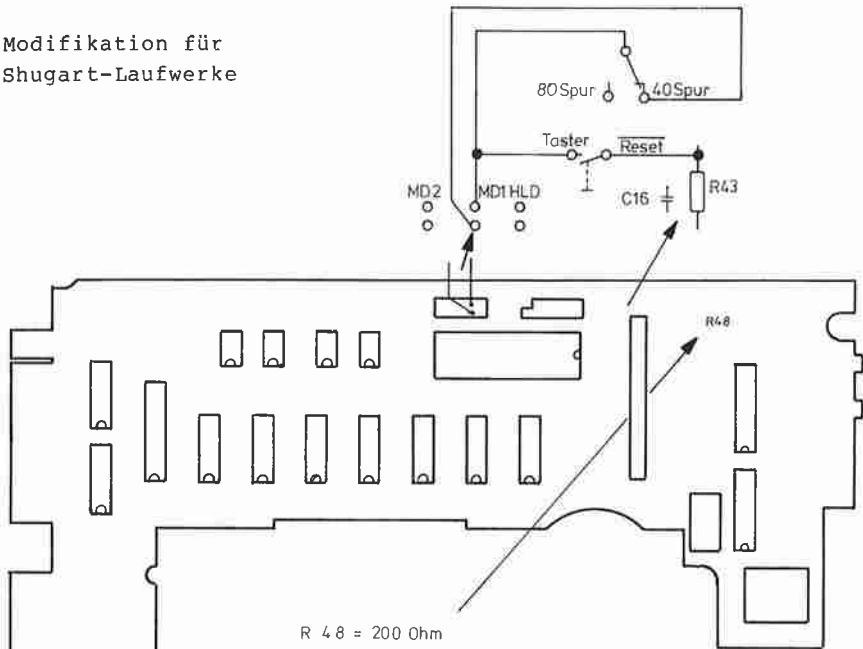 Modifikation für
Shugart-Laufwerke
80Spur 40Spur
Taster Reset
MD2 MD1 HLD
C16 R43
R48
R 48 = 200 Ohm